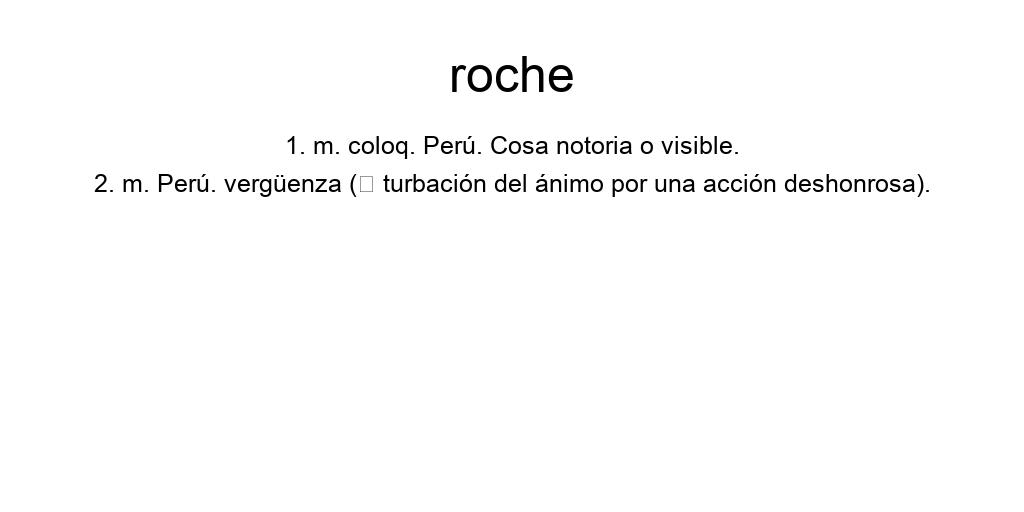 roche
1. m. coloq. Perú. Cosa notoria o visible.
2. m. Perú. vergüenza (▯ turbación del ánimo por una acción deshonrosa).